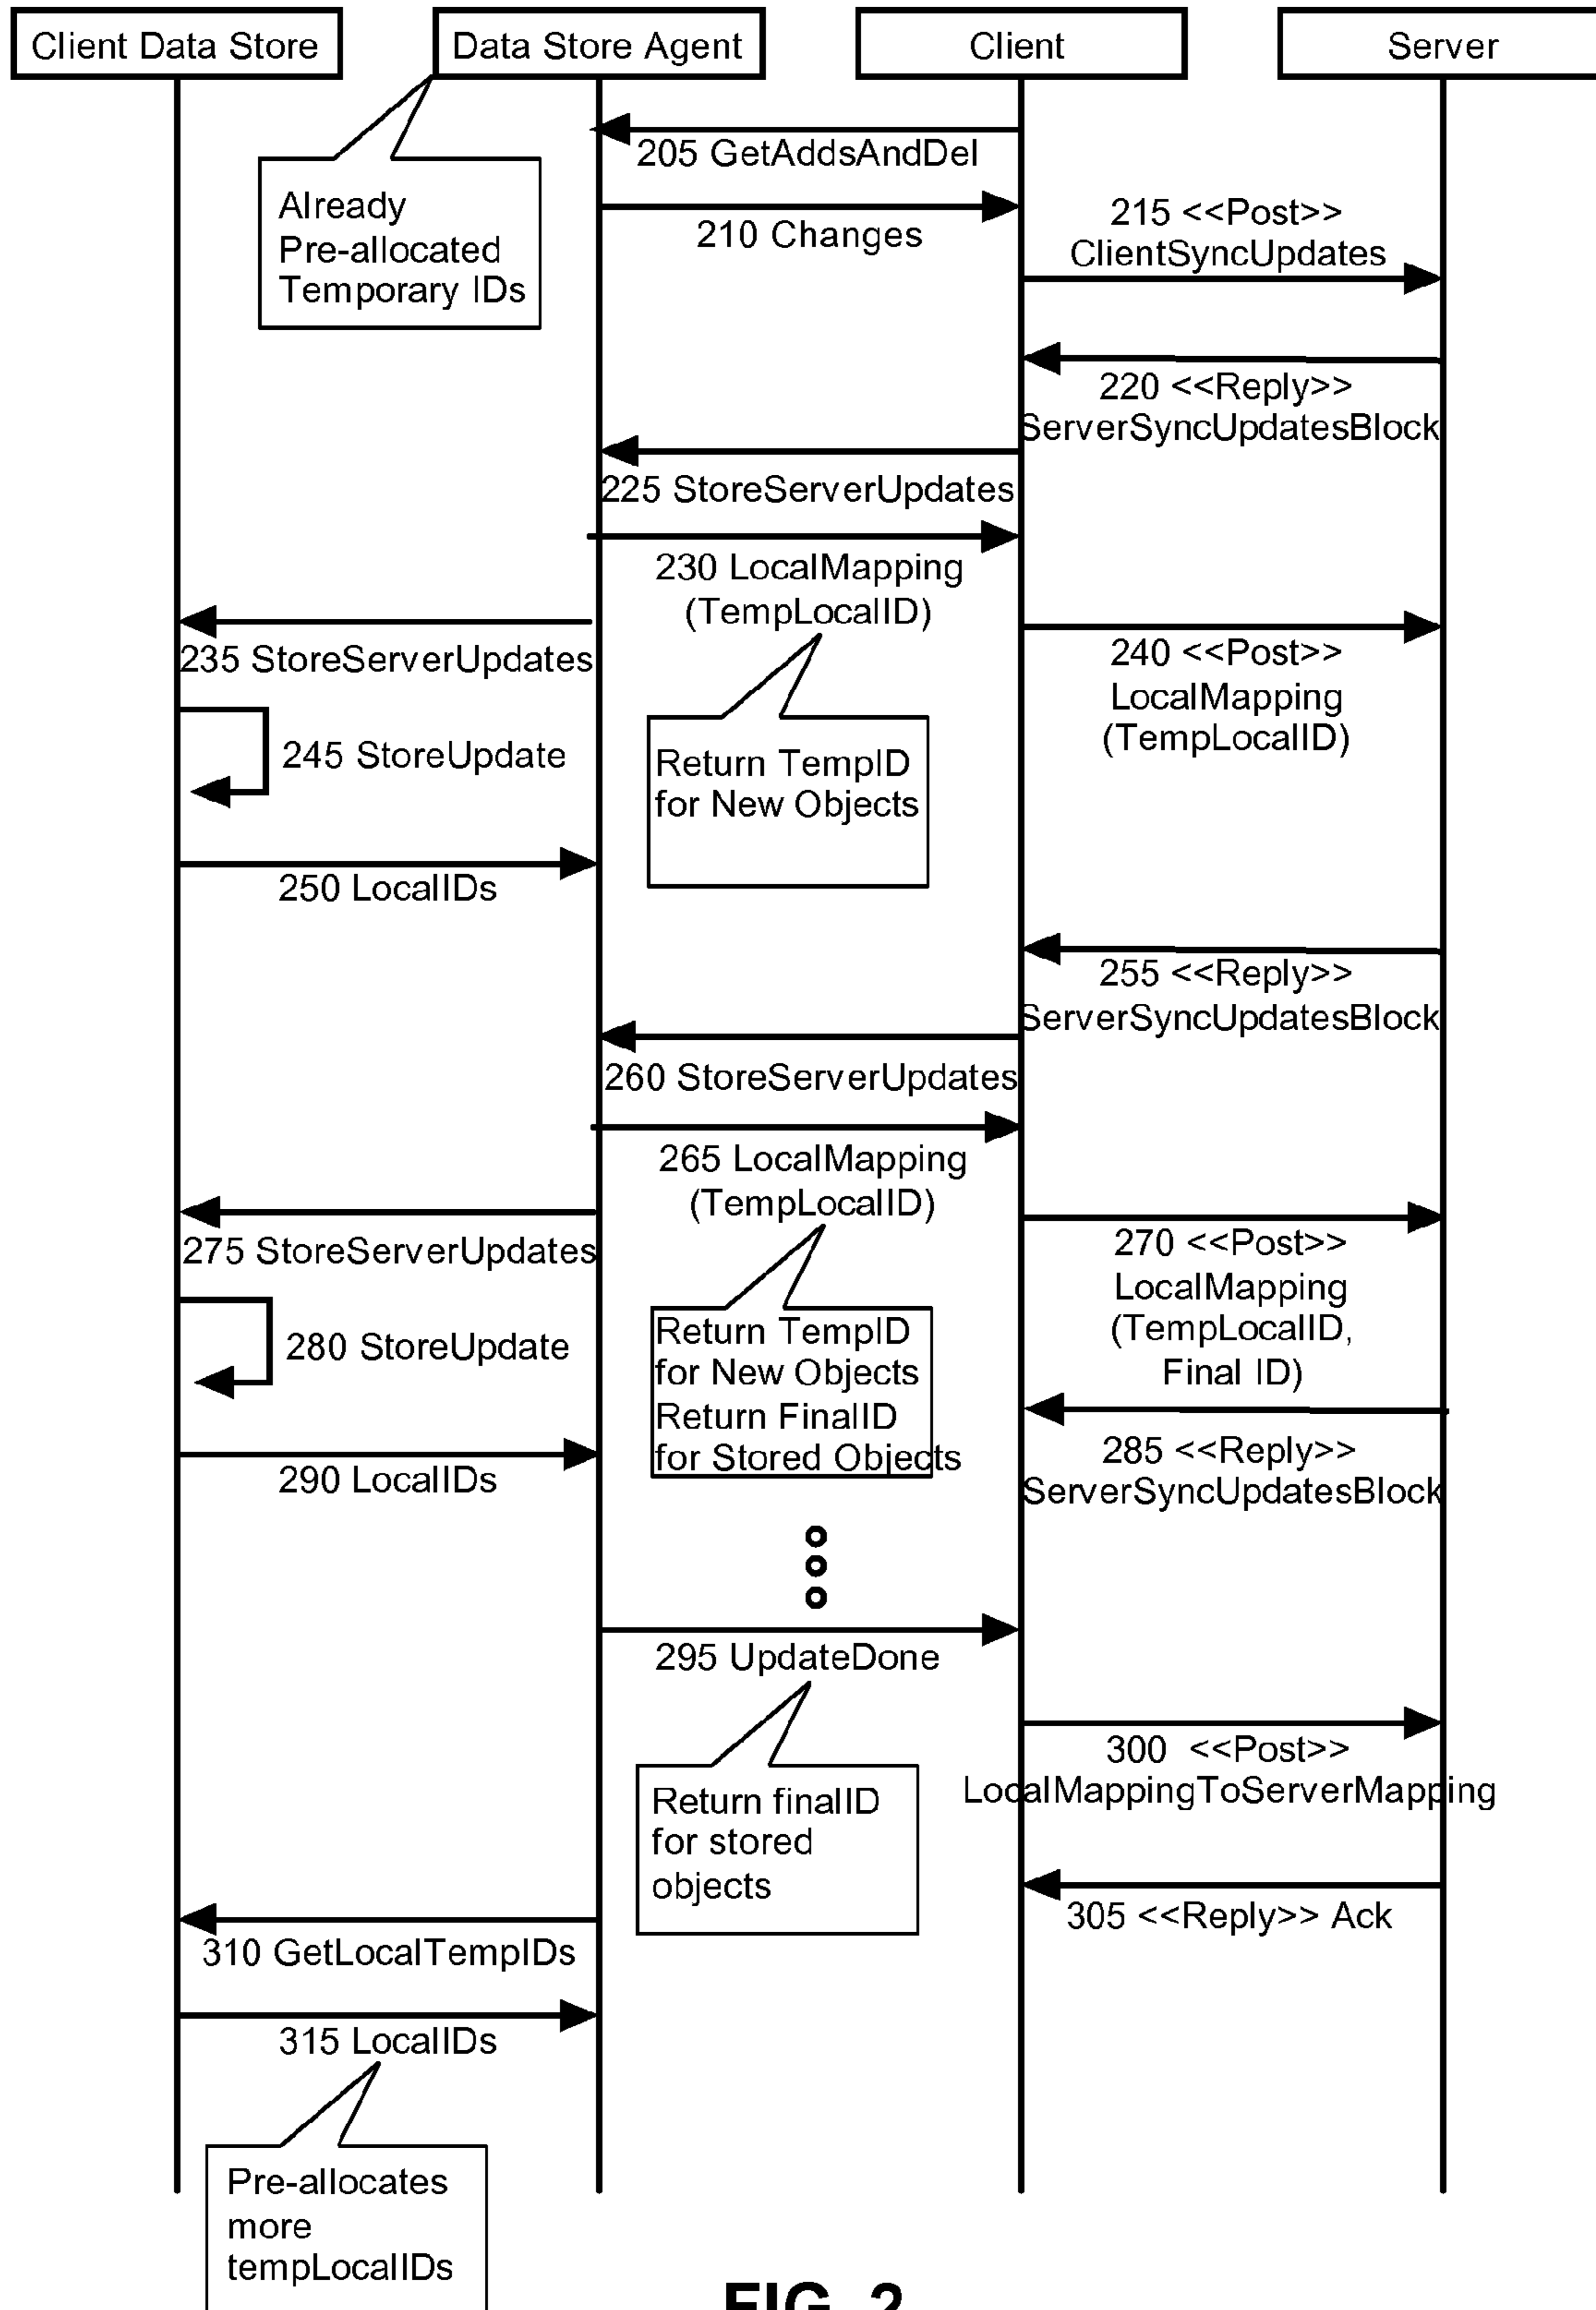 Client Data Store
Data Store Agent
Client
Server
205 GetAddsAndDel
Already
Pre-allocated
Temporary IDs
210 Changes
215 <<Post>>
ClientSyncUpdates
220 <<Reply>>
ServerSyncUpdatesBlock
225 StoreServerUpdates
230 LocalMapping
(TempLocalID)
235 StoreServerUpdates
240 <<Post>>
LocalMapping
(TempLocalID)
245 StoreUpdate
Return TempID
for New Objects
250 LocalIDs
255 <<Reply>>
ServerSyncUpdatesBlock
260 StoreServerUpdates
265 LocalMapping
(TempLocalID)
275 StoreServerUpdates
270 <<Post>>
LocalMapping
(TempLocalID,
Final ID)
280 StoreUpdate
Return TempID
for New Objects
Return FinalID
for Stored Objects
285 <<Reply>>
ServerSyncUpdatesBlock
290 LocalIDs
295 UpdateDone
300 <<Post>>
LocalMappingToServerMapping
Return finalID
for stored
objects
305 <<Reply>> Ack
310 GetLocalTempIDs
315 LocalIDs
Pre-allocates
more
tempLocalIDs
FIG. 2